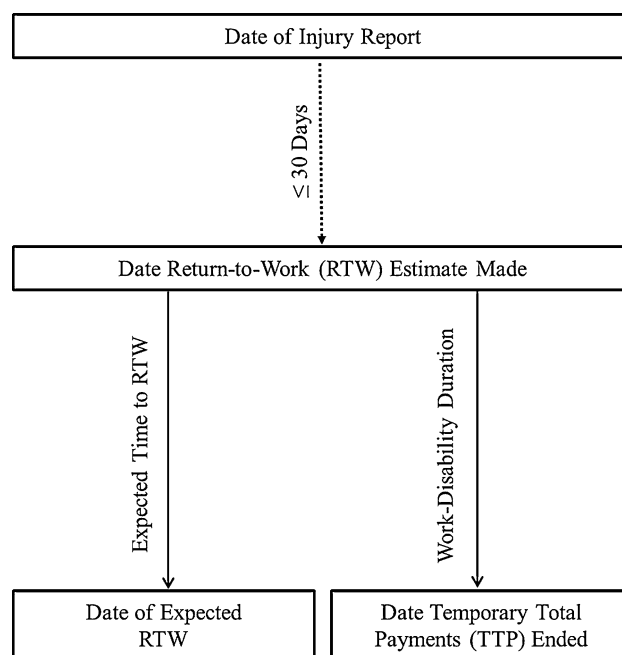 Date of Injury Report
≤ 30 Days
Date Return-to-Work (RTW) Estimate Made
Expected Time to RTW
Work-Disability Duration
Date of Expected
RTW
Date Temporary Total
Payments (TTP) Ended